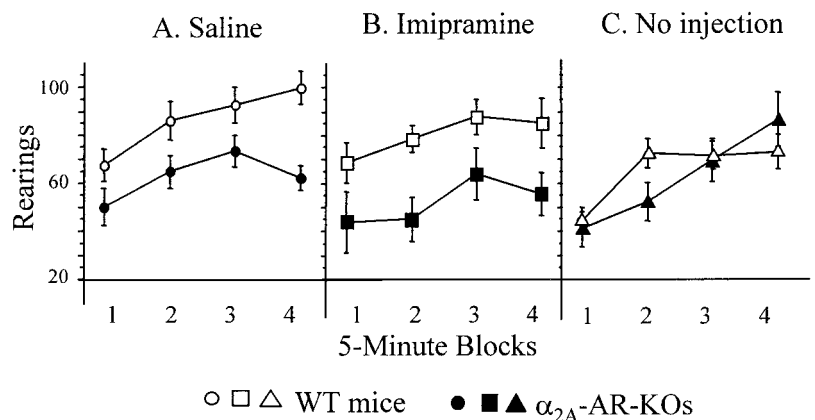 A. Saline
B. Imipramine
C. No injection
Rearings
100
60
20
1 2 3 4
1 2 3 4
1 2 3 4
5-Minute Blocks
WT mice
α2A-AR-KOs